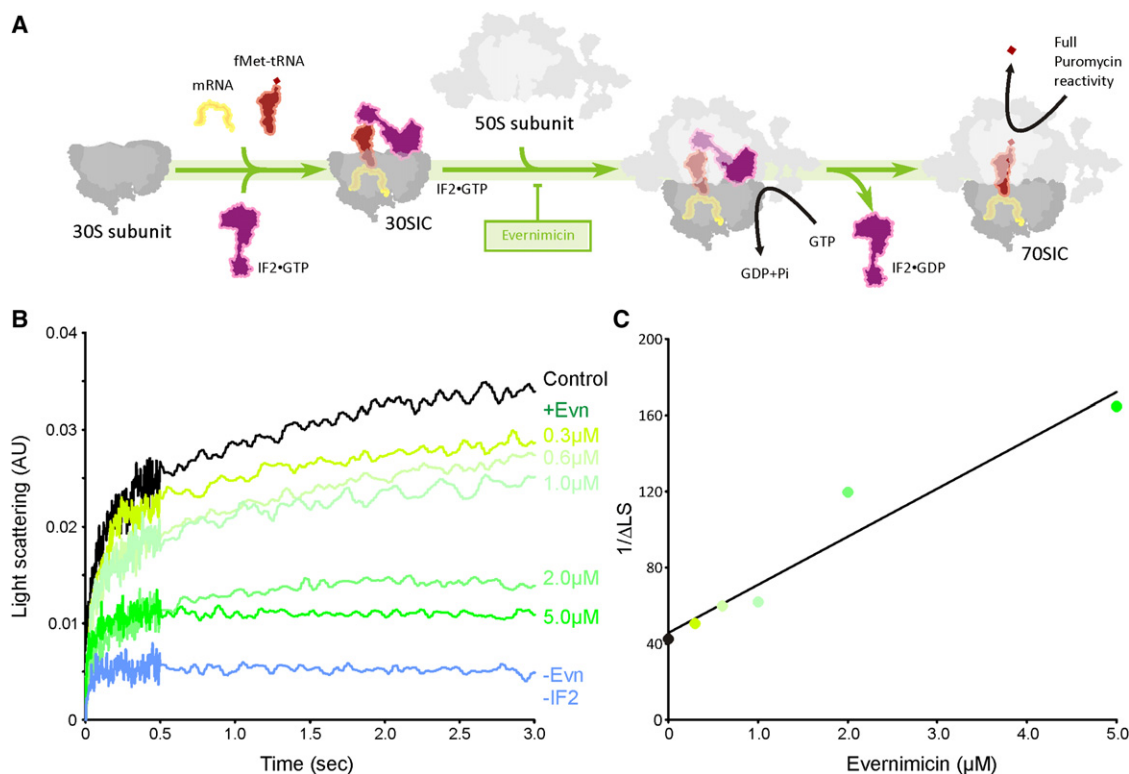 A
mRNA
fMet-tRNA
50S subunit
Full
Puromycin
reactivity
30S subunit
IF2•GTP
30SIC
IF2•GTP
Evernimicin
GTP
GDP+Pi
IF2•GDP
70SIC
B
Light scattering (AU)
0.04
0.03
0.02
0.01
0
0
0.5
1.0
1.5
2.0
2.5
3.0
Time (sec)
Control
+Evn
0.3µM
0.6µM
1.0µM
2.0µM
5.0µM
-Evn
-IF2
C
1/ΔLS
200
160
120
80
40
0
0
1.0
2.0
3.0
4.0
5.0
Evernimicin (µM)